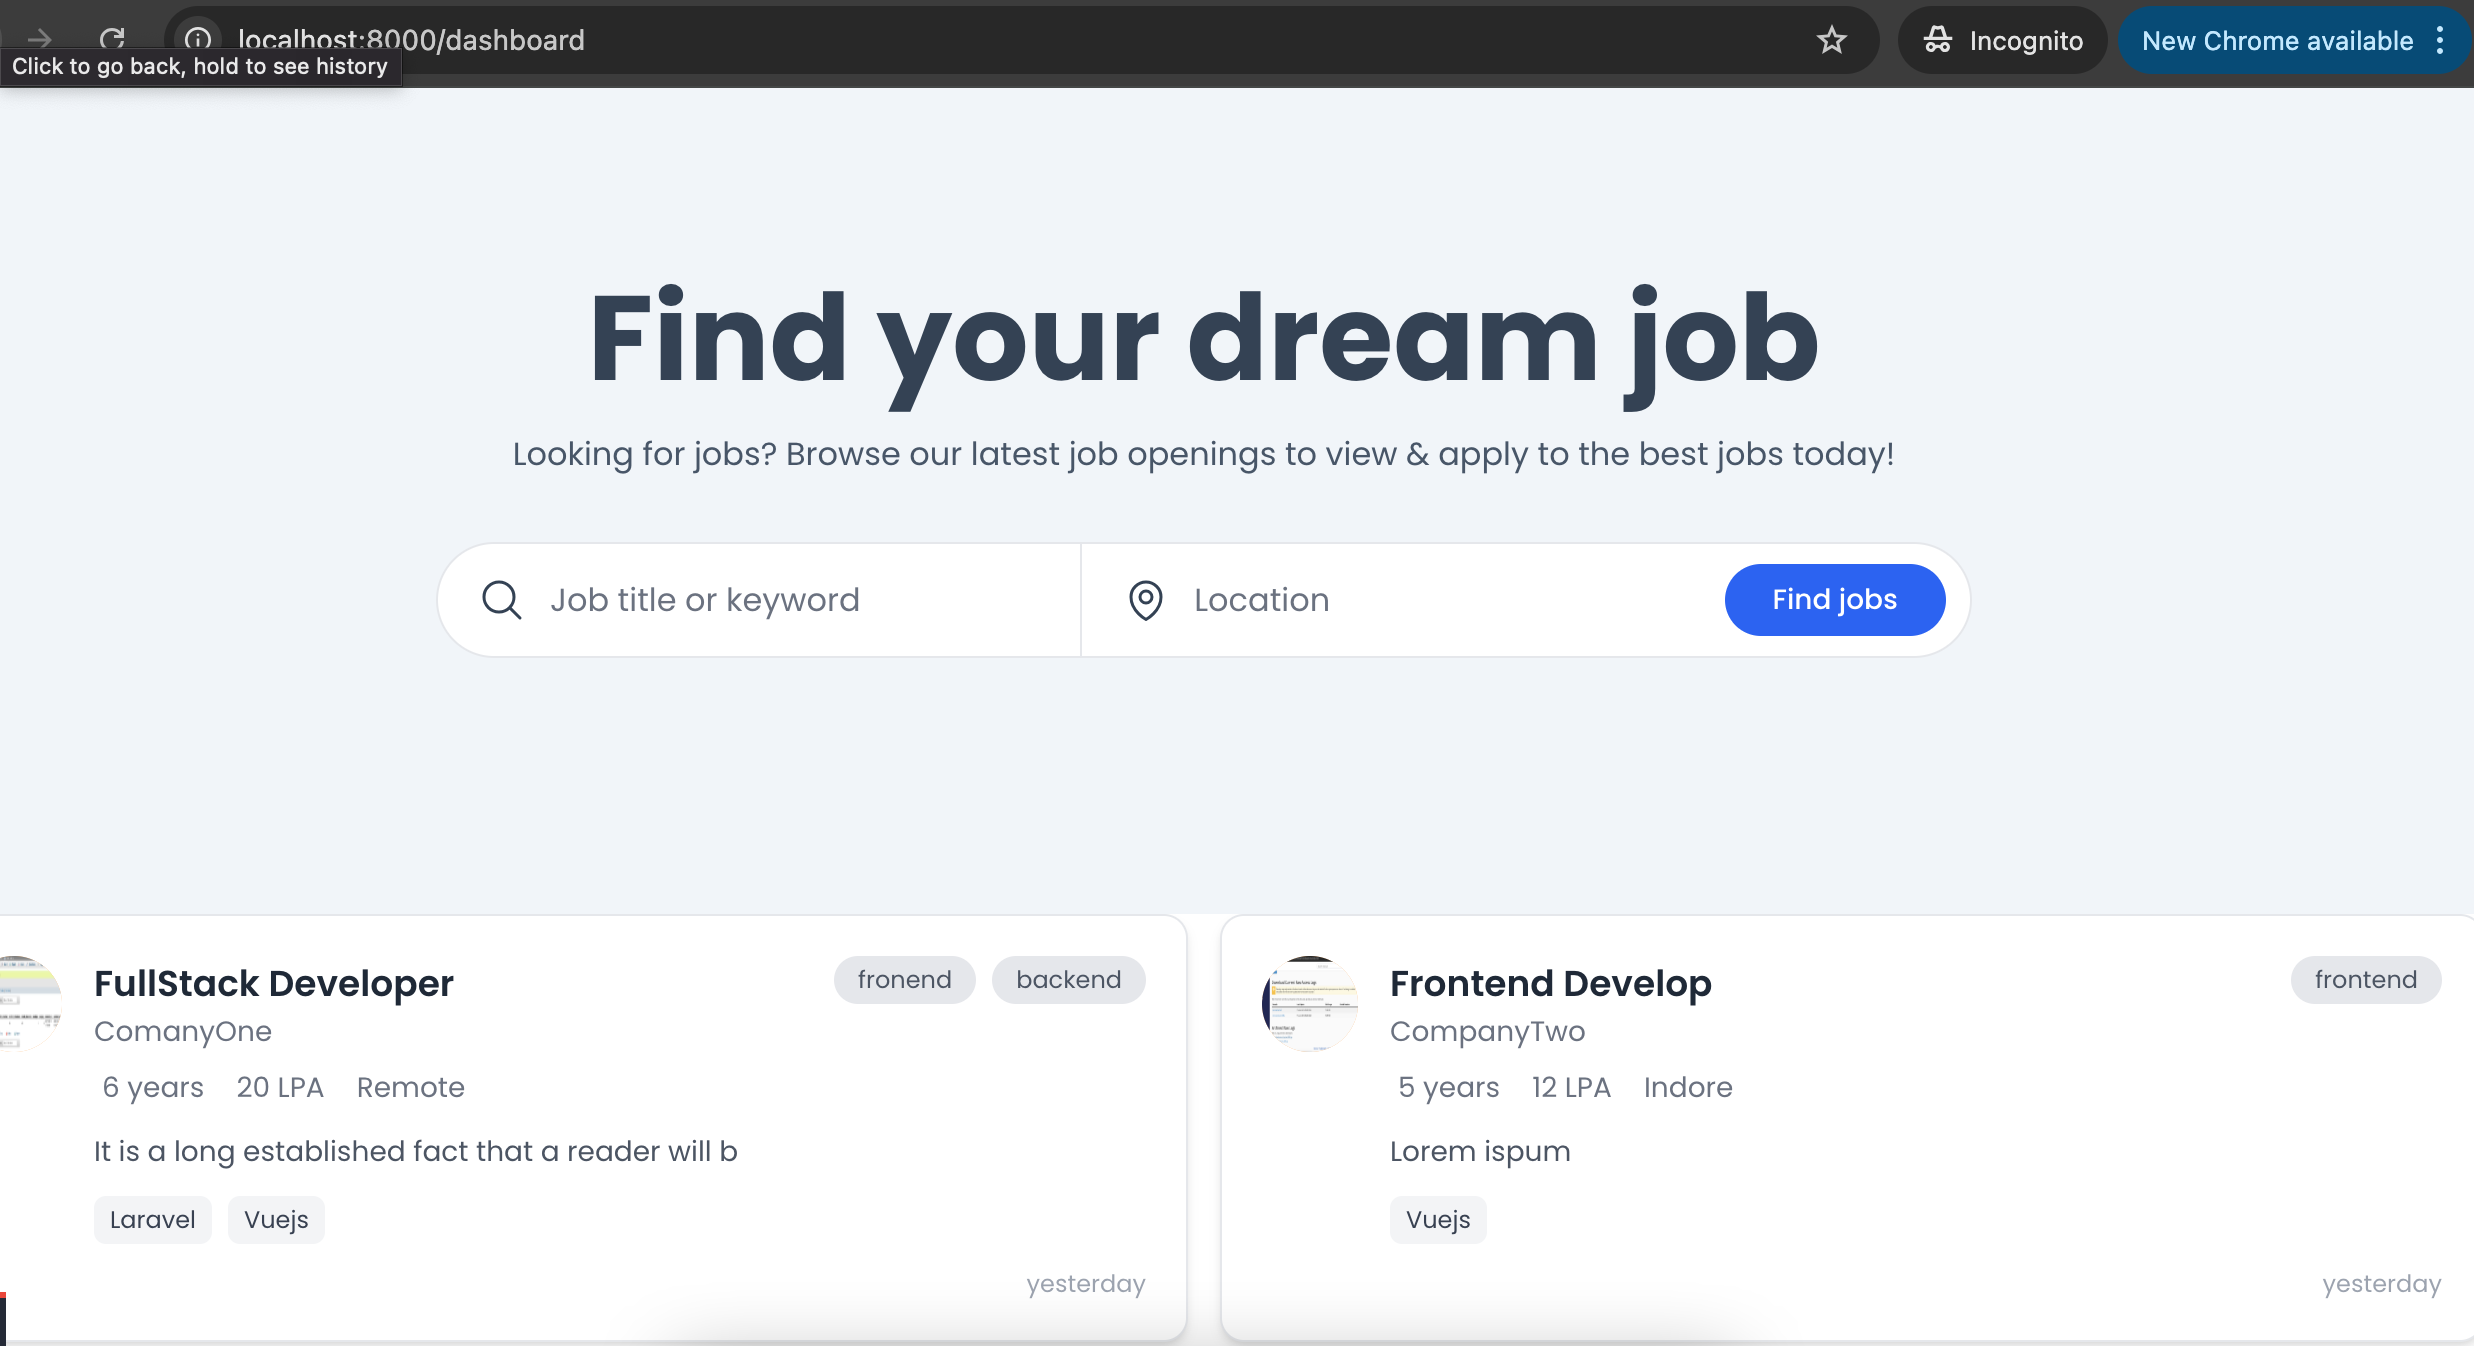 localhost:8000/dashboard
Incognito
New Chrome available
Click to go back, hold to see history
Find your dream job
Looking for jobs? Browse our latest job openings to view & apply to the best jobs today!
Job title or keyword
Location
Find jobs
FullStack Developer
fronend
backend
ComanyOne
6 years
20 LPA
Remote
It is a long established fact that a reader will b
Laravel
Vuejs
yesterday
Frontend Develop
frontend
CompanyTwo
5 years
12 LPA
Indore
Lorem ispum
Vuejs
yesterday